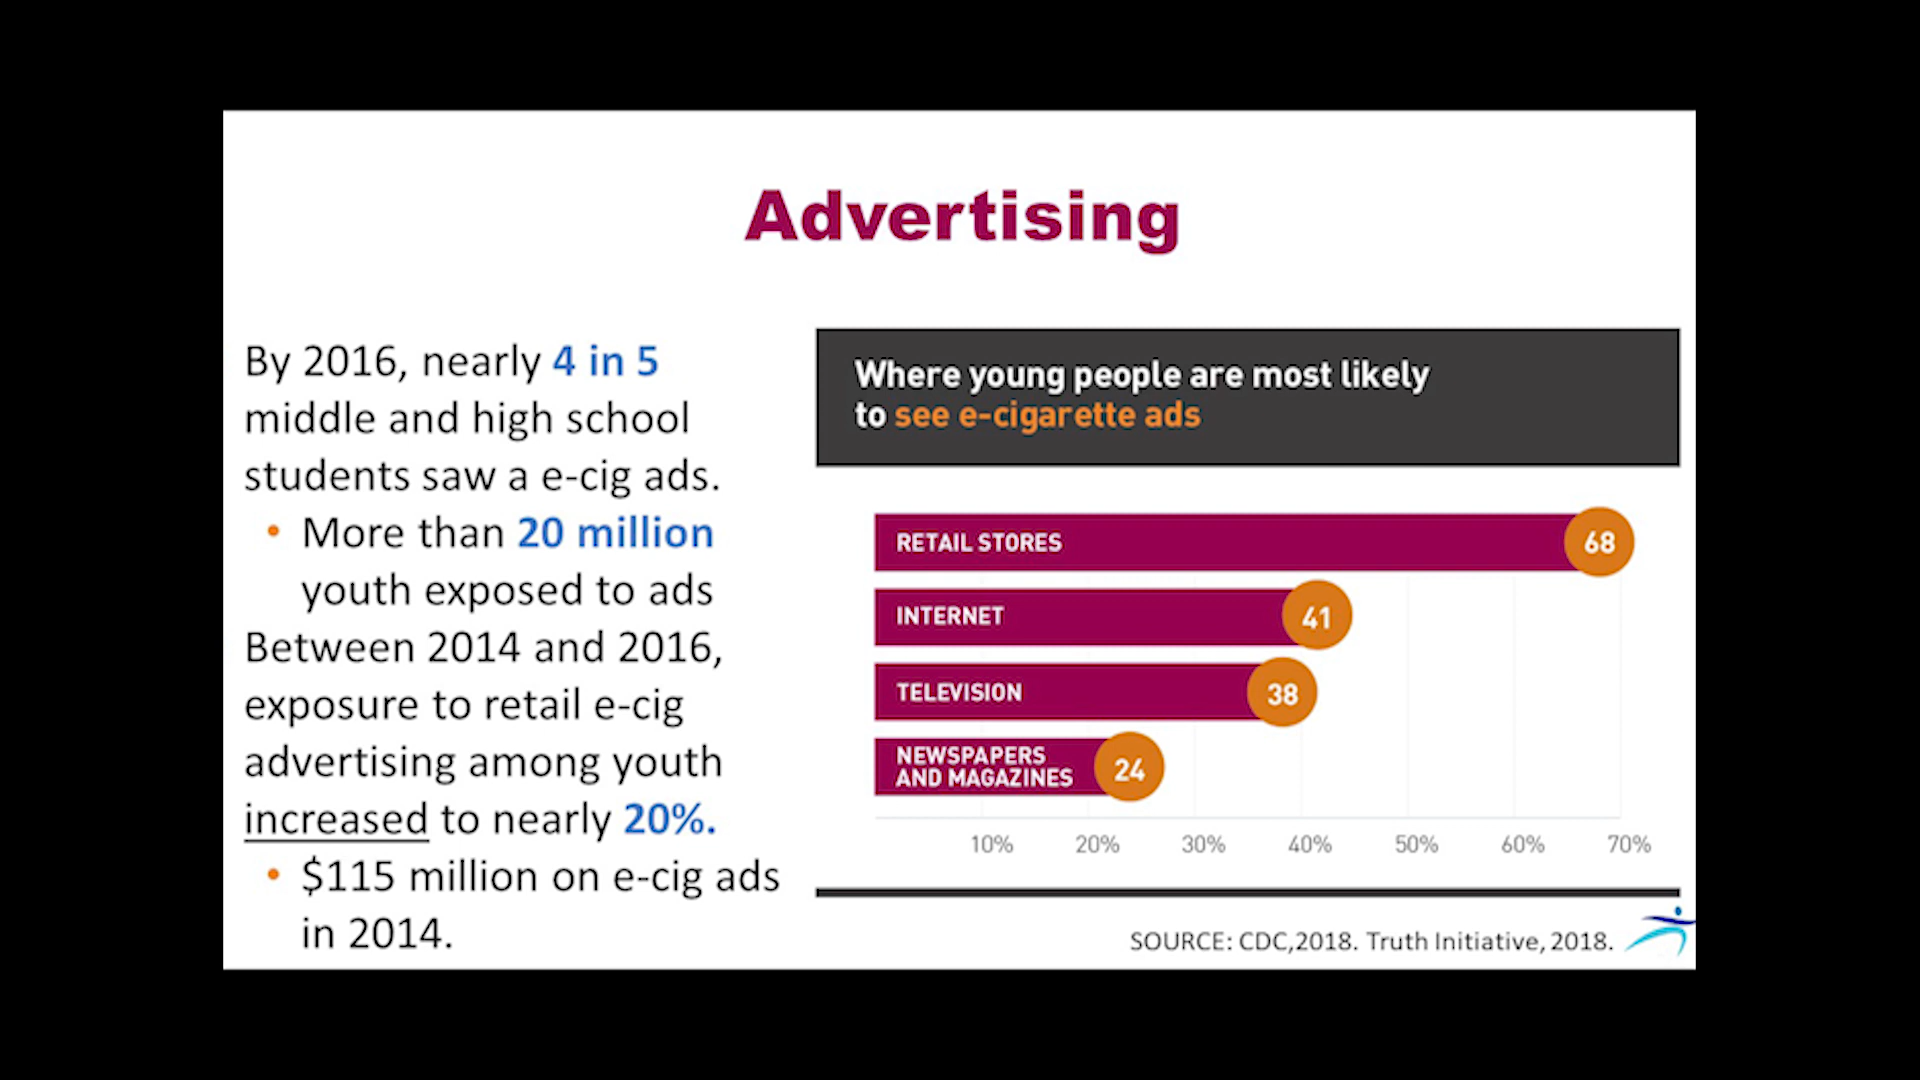 Advertising
By 2016, nearly 4 in 5
middle and high school
students saw a e-cig ads.
• More than 20 million
youth exposed to ads
Between 2014 and 2016,
exposure to retail e-cig
advertising among youth
increased to nearly 20%.
• $115 million on e-cig ads
in 2014.
Where young people are most likely
to see e-cigarette ads
RETAIL STORES 68
INTERNET 41
TELEVISION 38
NEWSPAPERS
AND MAGAZINES 24
10% 20% 30% 40% 50% 60% 70%
SOURCE: CDC,2018. Truth Initiative, 2018.